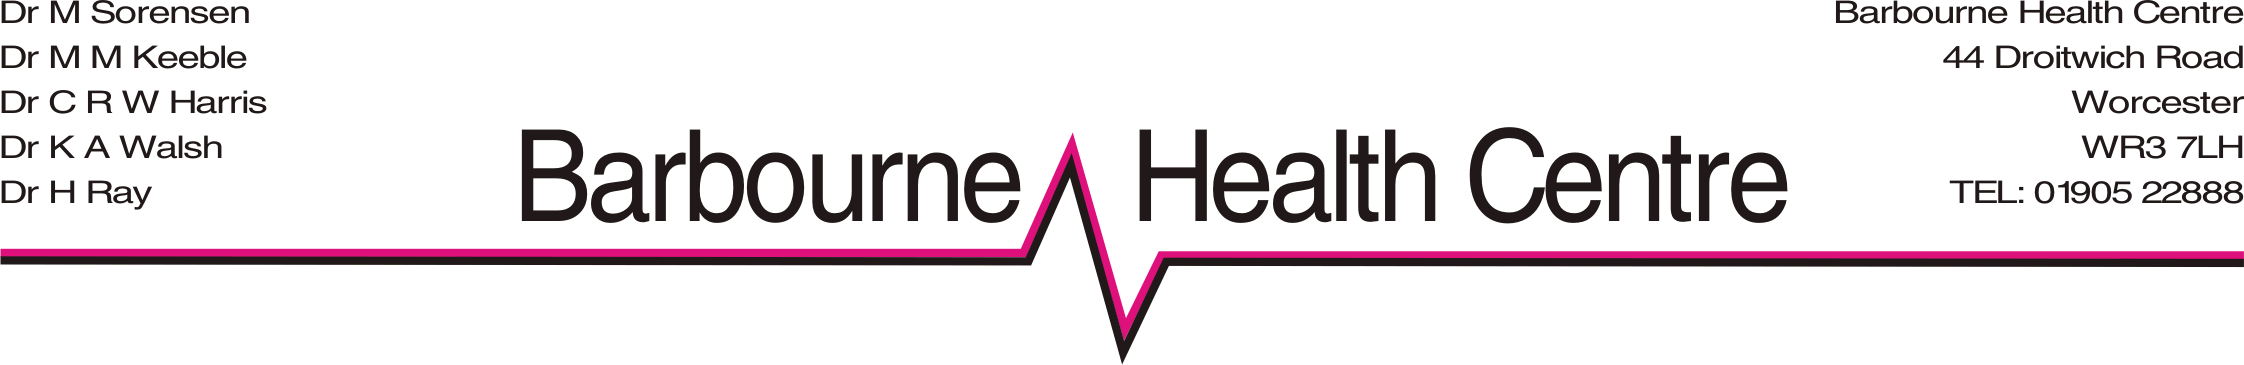 Dr M Sorensen
Dr M M Keeble
Dr C R W Harris
Dr K A Walsh
Dr H Ray
Barbourne Health Centre
Barbourne Health Centre
44 Droitwich Road
Worcester
WR3 7LH
TEL: 01905 22888